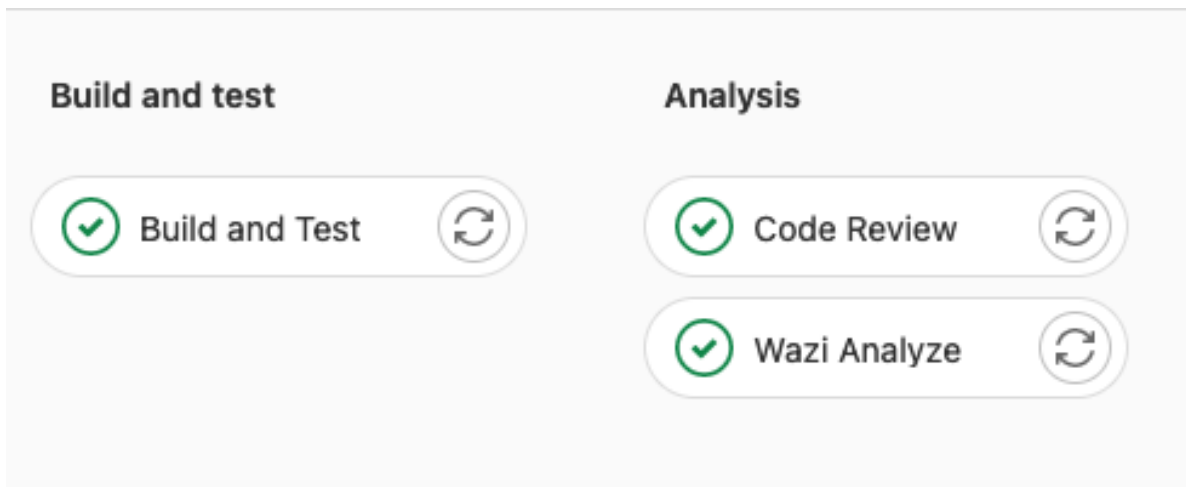 Build and test
Build and Test
Analysis
Code Review
Wazi Analyze